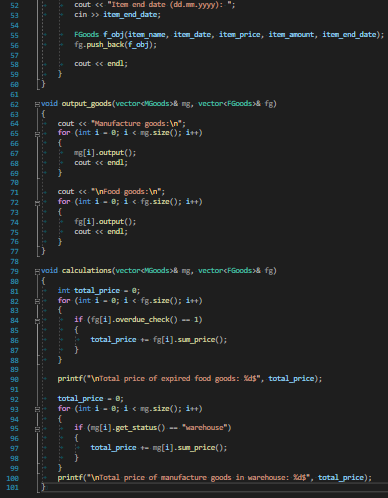 52 cout << "Item end date (dd.mm.yyyy): ";
53 cin >> item_end_date;
54
55 FGoods f_obj(item_name, item_date, item_price, item_amount, item_end_date);
56 fg.push_back(f_obj);
57
58 cout << endl;
59 }
60 }
61
62 void output_goods(vector<MGoods>& mg, vector<FGoods>& fg)
63 {
64 cout << "Manufacture goods:\n";
65 for (int i = 0; i < mg.size(); i++)
66 {
67 mg[i].output();
68 cout << endl;
69 }
70
71 cout << "\nFood goods:\n";
72 for (int i = 0; i < fg.size(); i++)
73 {
74 fg[i].output();
75 cout << endl;
76 }
77 }
78
79 void calculations(vector<MGoods>& mg, vector<FGoods>& fg)
80 {
81 int total_price = 0;
82 for (int i = 0; i < fg.size(); i++)
83 {
84 if (fg[i].overdue_check() == 1)
85 {
86 total_price += fg[i].sum_price();
87 }
88 }
89
90 printf("\nTotal price of expired food goods: %d$", total_price);
91
92 total_price = 0;
93 for (int i = 0; i < mg.size(); i++)
94 {
95 if (mg[i].get_status() == "warehouse")
96 {
97 total_price += mg[i].sum_price();
98 }
99 }
100 printf("\nTotal price of manufacture goods in warehouse: %d$", total_price);
101 }